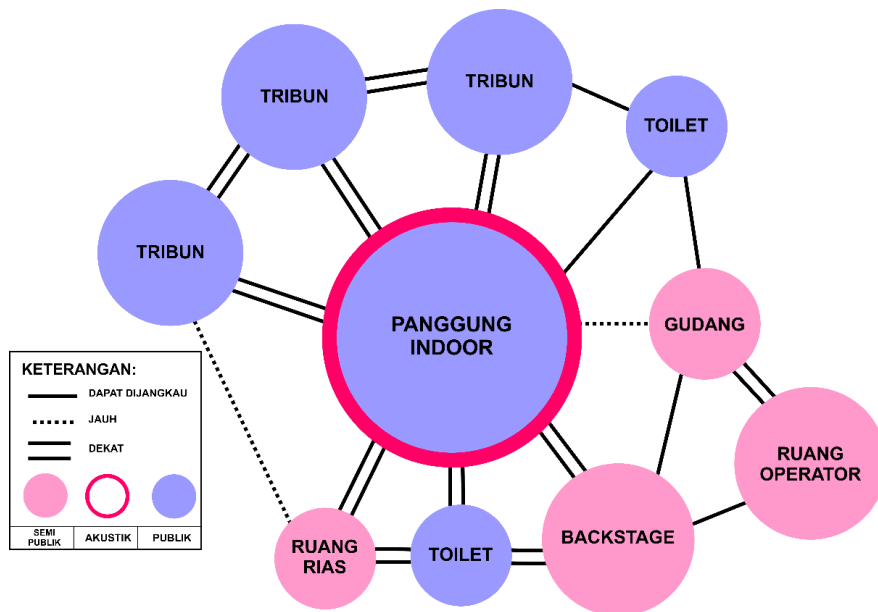 TRIBUN
TRIBUN
TOILET
TRIBUN
PANGGUNG
INDOOR
GUDANG
RUANG
OPERATOR
BACKSTAGE
TOILET
RUANG
RIAS
KETERANGAN:
DAPAT DIJANGKAU
JAUH
DEKAT
SEMI
PUBLIK
AKUSTIK
PUBLIK